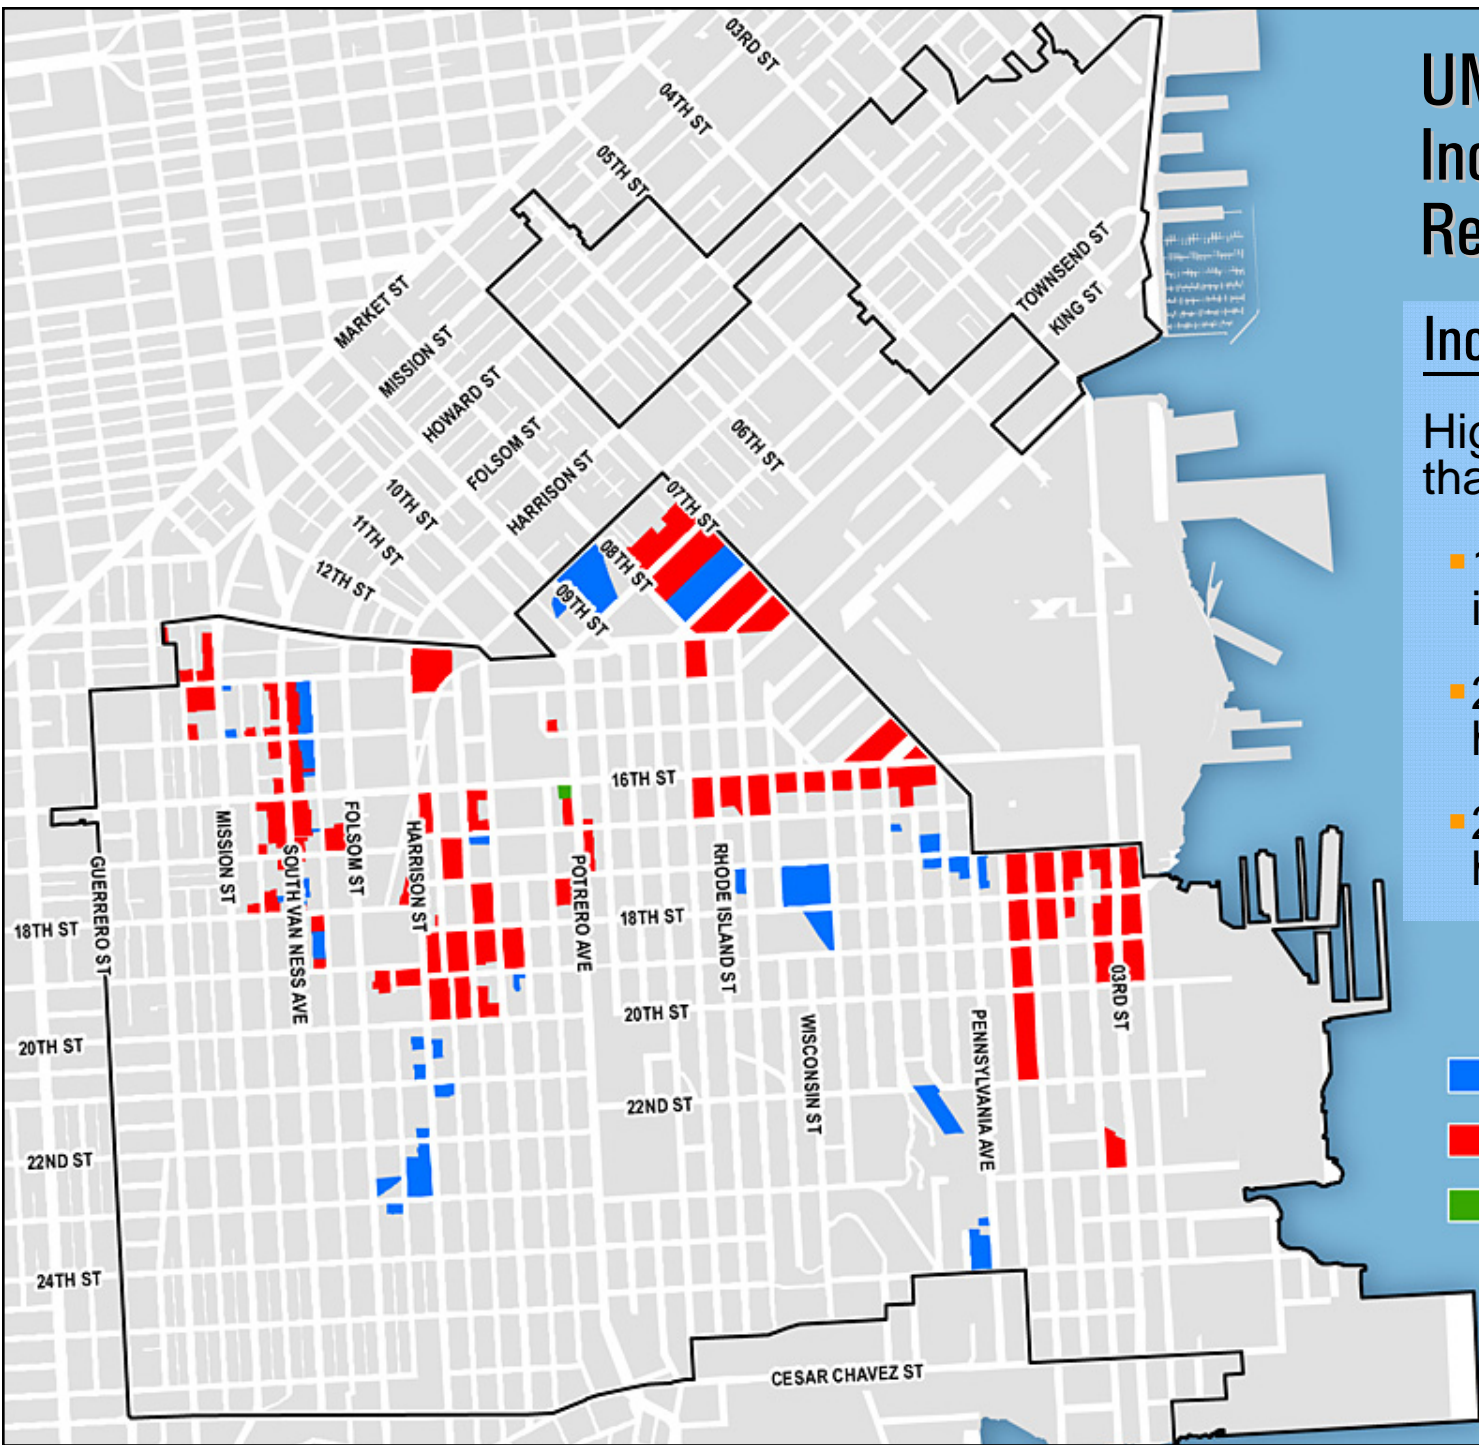 03RD ST
04TH ST
05TH ST
TOWNSEND ST
KING ST
MARKET ST
MISSION ST
HOWARD ST
FOLSOM ST
HARRISON ST
06TH ST
07TH ST
10TH ST
11TH ST
12TH ST
08TH ST
09TH ST
16TH ST
MISSION ST
FOLSOM ST
HARRISON ST
SOUTH VAN NESS AVE
GUERRERO ST
POTRERO AVE
RHODE ISLAND ST
18TH ST
18TH ST
03RD ST
20TH ST
20TH ST
WISCONSIN ST
PENNSYLVANIA AVE
22ND ST
22ND ST
24TH ST
CESAR CHAVEZ ST
Re
tha